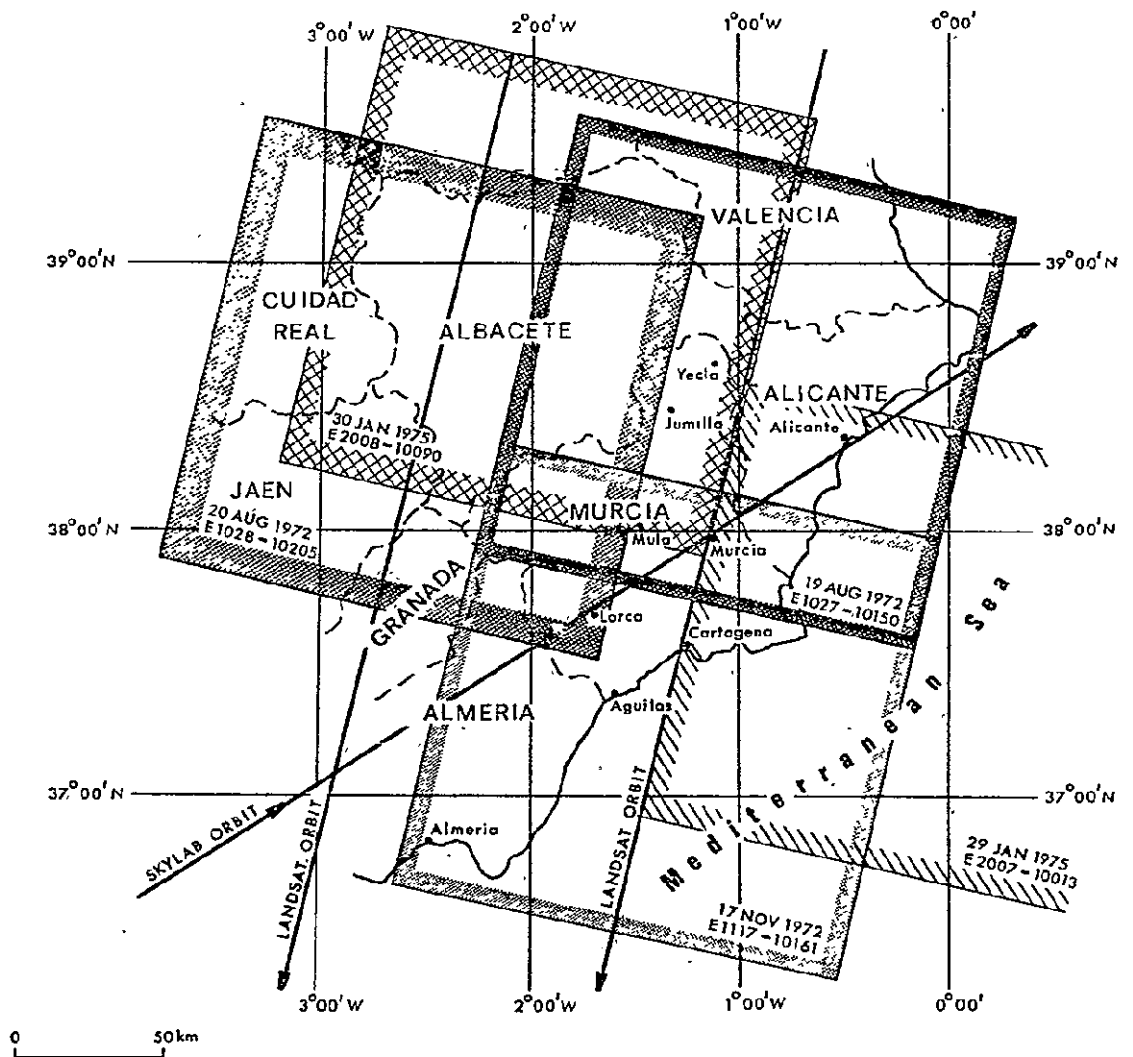 3°00' W
2°00' W
1°00' W
0°00'
VALENCIA
39°00' N
39°00' N
CUIDAD
REAL
ALBACETE
Yecla
ALICANTE
Jumilla
Alicante
30 JAN 1975
E2008-10090
JAEN
20 AUG 1972
E1028-10205
MURCIA
38°00' N
38°00' N
Mula
Murcia
19 AUG 1972
E1027-10150
GRANADA
Lorca
Cartagena
Aguilas
ALMERIA
Mediterranean Sea
37°00' N
37°00' N
SKYLAB ORBIT
LANDSAT. ORBIT
LANDSAT ORBIT
Almeria
29 JAN 1975
E2007-10013
17 NOV 1972
E1117-10161
3°00' W
2°00' W
1°00' W
0°00'
0 50km